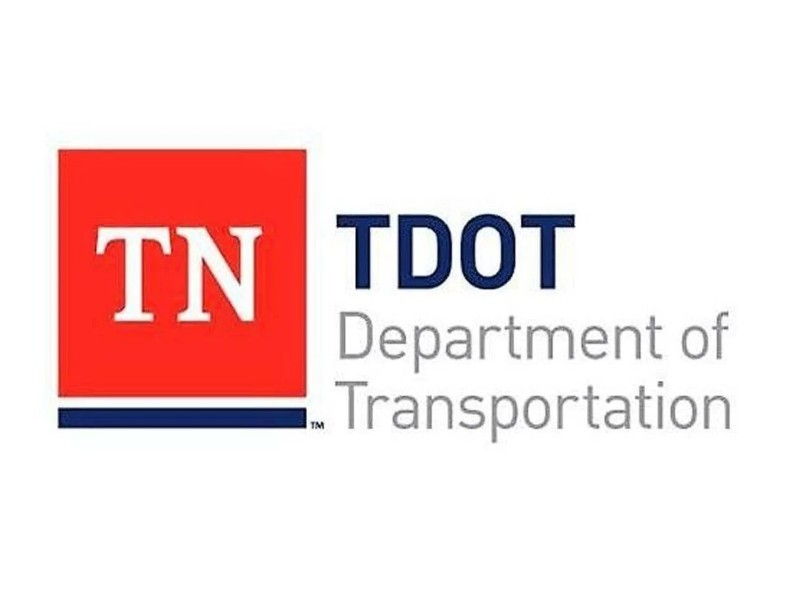 TN
™
TDOT
Department of
Transportation